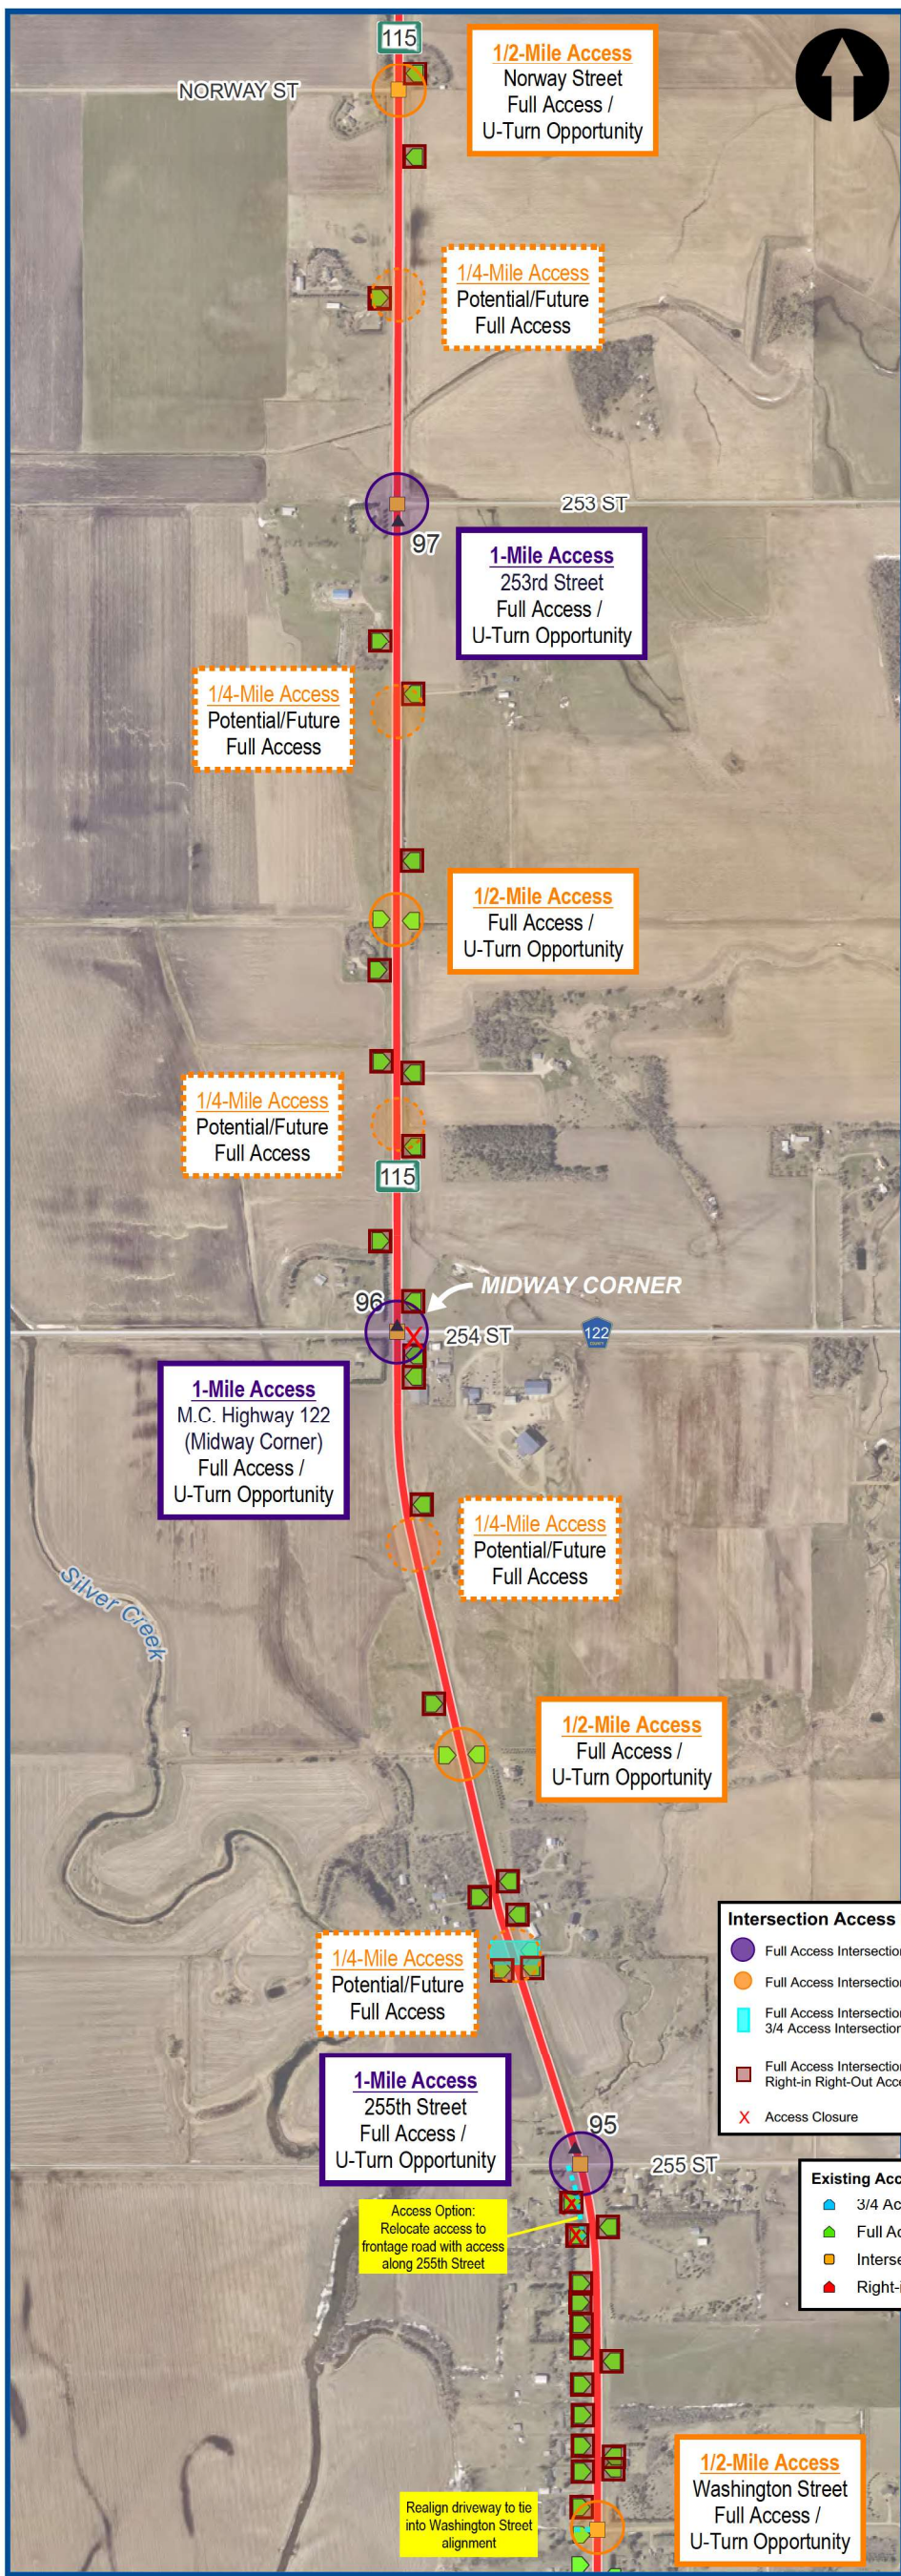 115
1/2-Mile Access
Norway Street
Full Access /
U-Turn Opportunity
NORWAY ST
1/4-Mile Access
Potential/Future
Full Access
253 ST
97
1-Mile Access
253rd Street
Full Access /
U-Turn Opportunity
1/4-Mile Access
Potential/Future
Full Access
1/2-Mile Access
Full Access /
U-Turn Opportunity
1/4-Mile Access
Potential/Future
Full Access
115
MIDWAY CORNER
96
254 ST
122
1-Mile Access
M.C. Highway 122
(Midway Corner)
Full Access /
U-Turn Opportunity
1/4-Mile Access
Potential/Future
Full Access
Silver Creek
1/2-Mile Access
Full Access /
U-Turn Opportunity
1/4-Mile Access
Potential/Future
Full Access
Intersection Access
Full Access Intersection
Full Access Intersection
Full Access Intersection
3/4 Access Intersection
Full Access Intersection
Right-in Right-Out Acce
X Access Closure
1-Mile Access
255th Street
Full Access /
U-Turn Opportunity
95
255 ST
Existing Acc
3/4 Ac
Full Ac
Interse
Right-i
Access Option:
Relocate access to
frontage road with access
along 255th Street
1/2-Mile Access
Washington Street
Full Access /
U-Turn Opportunity
Realign driveway to tie
into Washington Street
alignment